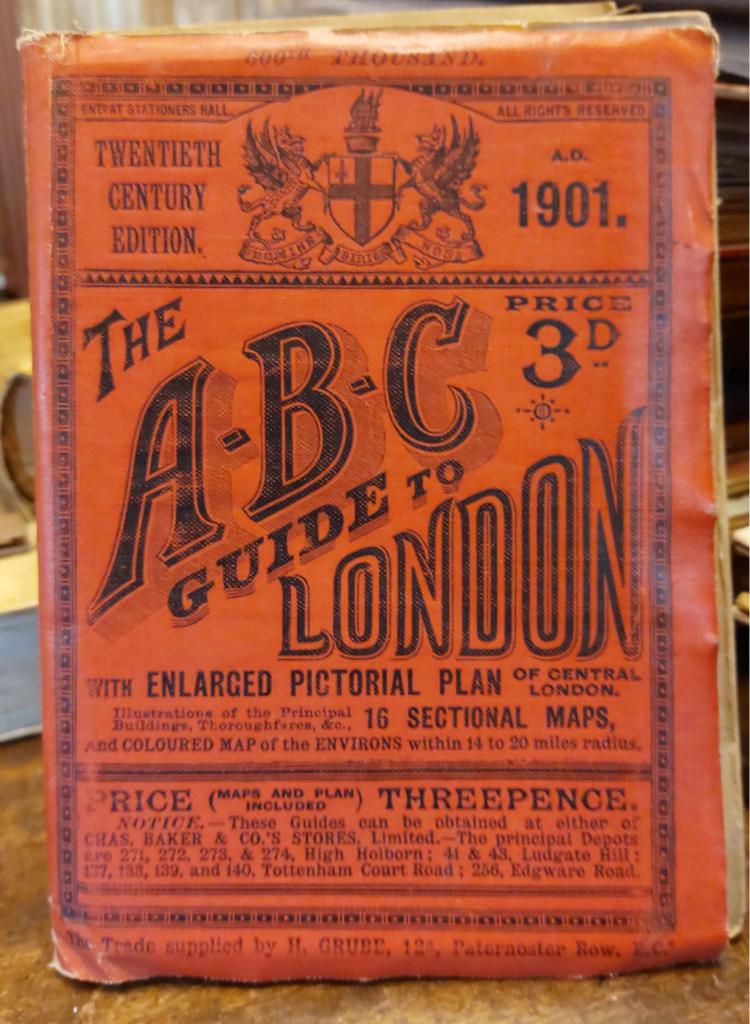 600th THOUSAND.
ENTD AT STATIONERS HALL. ALL RIGHTS RESERVED
TWENTIETH
CENTURY
EDITION.
A.D.
1901.
DOMINE DIRIGE NOS
THE
A·B·C
GUIDE TO
LONDON
PRICE
3D
WITH ENLARGED PICTORIAL PLAN OF CENTRAL LONDON.
Illustrations of the Principal Buildings, Thoroughfares, &c., 16 SECTIONAL MAPS,
And COLOURED MAP of the ENVIRONS within 14 to 20 miles radius.
PRICE (MAPS AND PLAN INCLUDED) THREEPENCE.
NOTICE.—These Guides can be obtained at either of
CHAS. BAKER & CO.'S STORES, Limited.—The principal Depots
are 271, 272, 273, & 274, High Holborn; 41 & 43, Ludgate Hill;
137, 138, 139, and 140, Tottenham Court Road; 256, Edgware Road.
The Trade supplied by H. GRUBE, Paternoster Row, E.C.